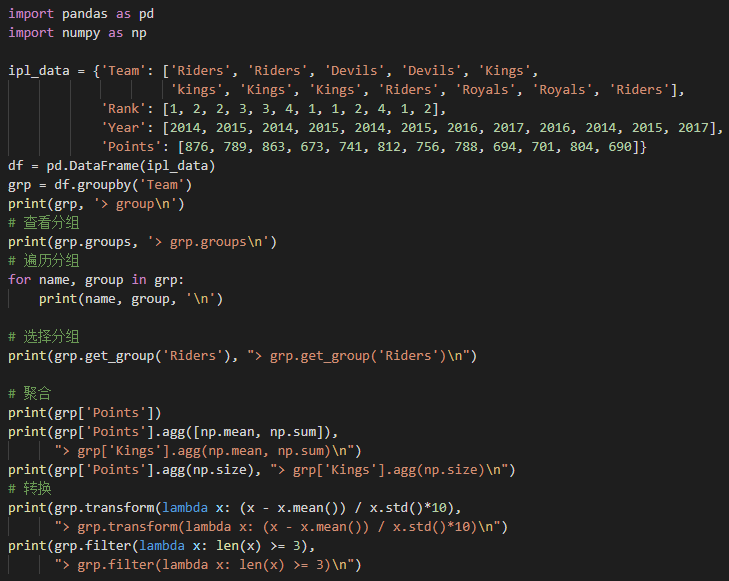 import pandas as pd
import numpy as np
ipl_data = {'Team': ['Riders', 'Riders', 'Devils', 'Devils', 'Kings',
'kings', 'Kings', 'Kings', 'Riders', 'Royals', 'Royals', 'Riders'],
'Rank': [1, 2, 2, 3, 3, 4, 1, 1, 2, 4, 1, 2],
'Year': [2014, 2015, 2014, 2015, 2014, 2015, 2016, 2017, 2016, 2014, 2015, 2017],
'Points': [876, 789, 863, 673, 741, 812, 756, 788, 694, 701, 804, 690]}
df = pd.DataFrame(ipl_data)
grp = df.groupby('Team')
print(grp, '> group\n')
# 查看分组
print(grp.groups, '> grp.groups\n')
# 遍历分组
for name, group in grp:
print(name, group, '\n')
# 选择分组
print(grp.get_group('Riders'), "> grp.get_group('Riders')\n")
# 聚合
print(grp['Points'])
print(grp['Points'].agg([np.mean, np.sum]),
"> grp['Kings'].agg(np.mean, np.sum)\n")
print(grp['Points'].agg(np.size), "> grp['Kings'].agg(np.size)\n")
# 转换
print(grp.transform(lambda x: (x - x.mean()) / x.std()*10),
"> grp.transform(lambda x: (x - x.mean()) / x.std()*10)\n")
print(grp.filter(lambda x: len(x) >= 3),
"> grp.filter(lambda x: len(x) >= 3)\n")